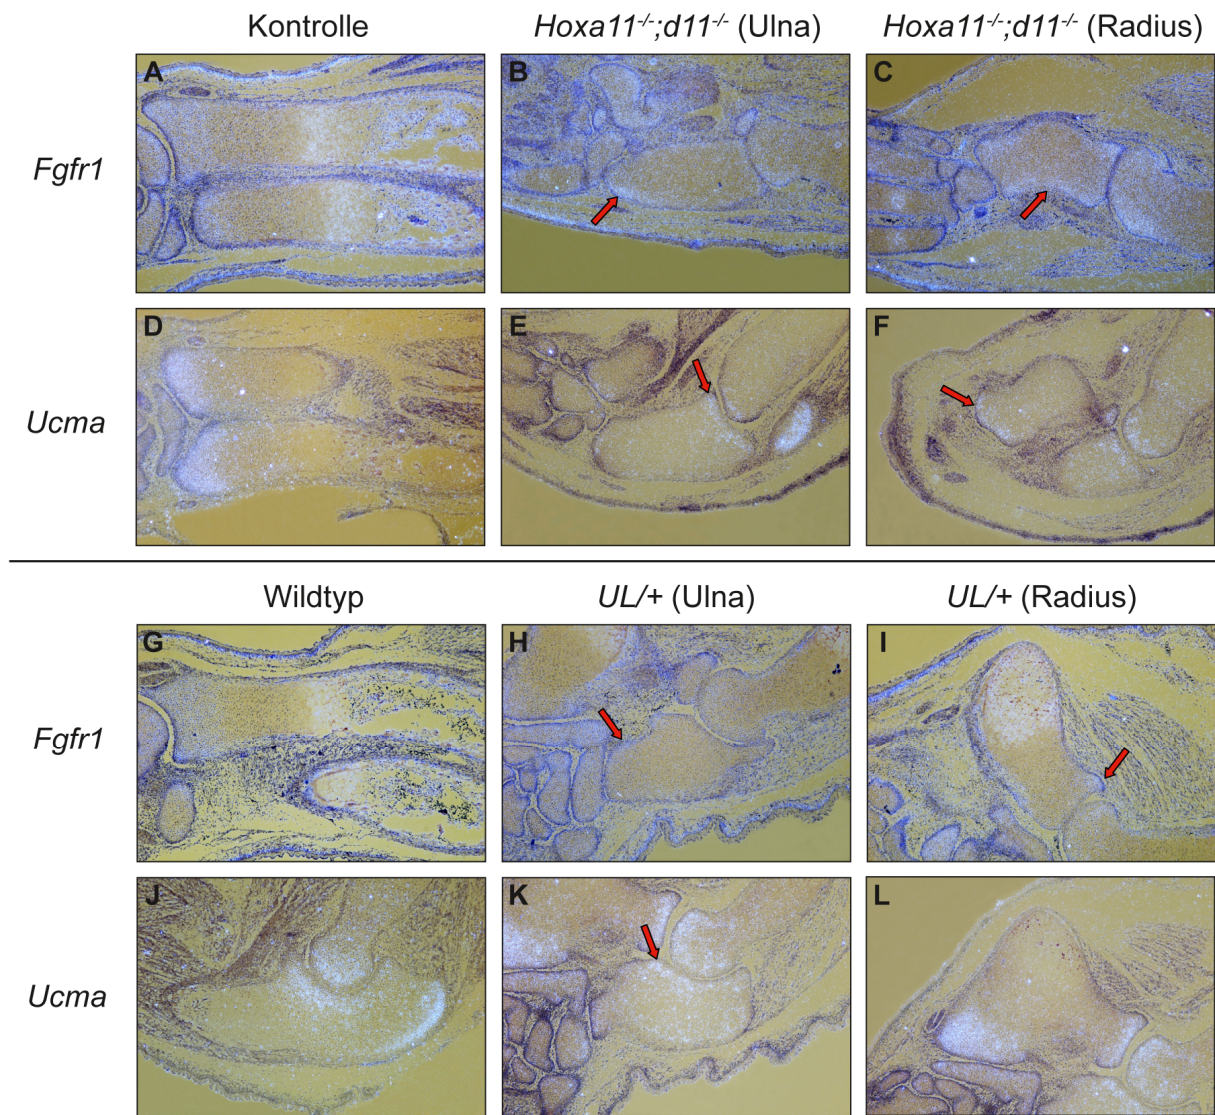 Kontrolle
Hoxa11-/-;d11-/- (Ulna)
Hoxa11-/-;d11-/- (Radius)
Fgfr1
A
B
C
Ucma
D
E
F
Wildtyp
UL/+ (Ulna)
UL/+ (Radius)
Fgfr1
G
H
I
Ucma
J
K
L